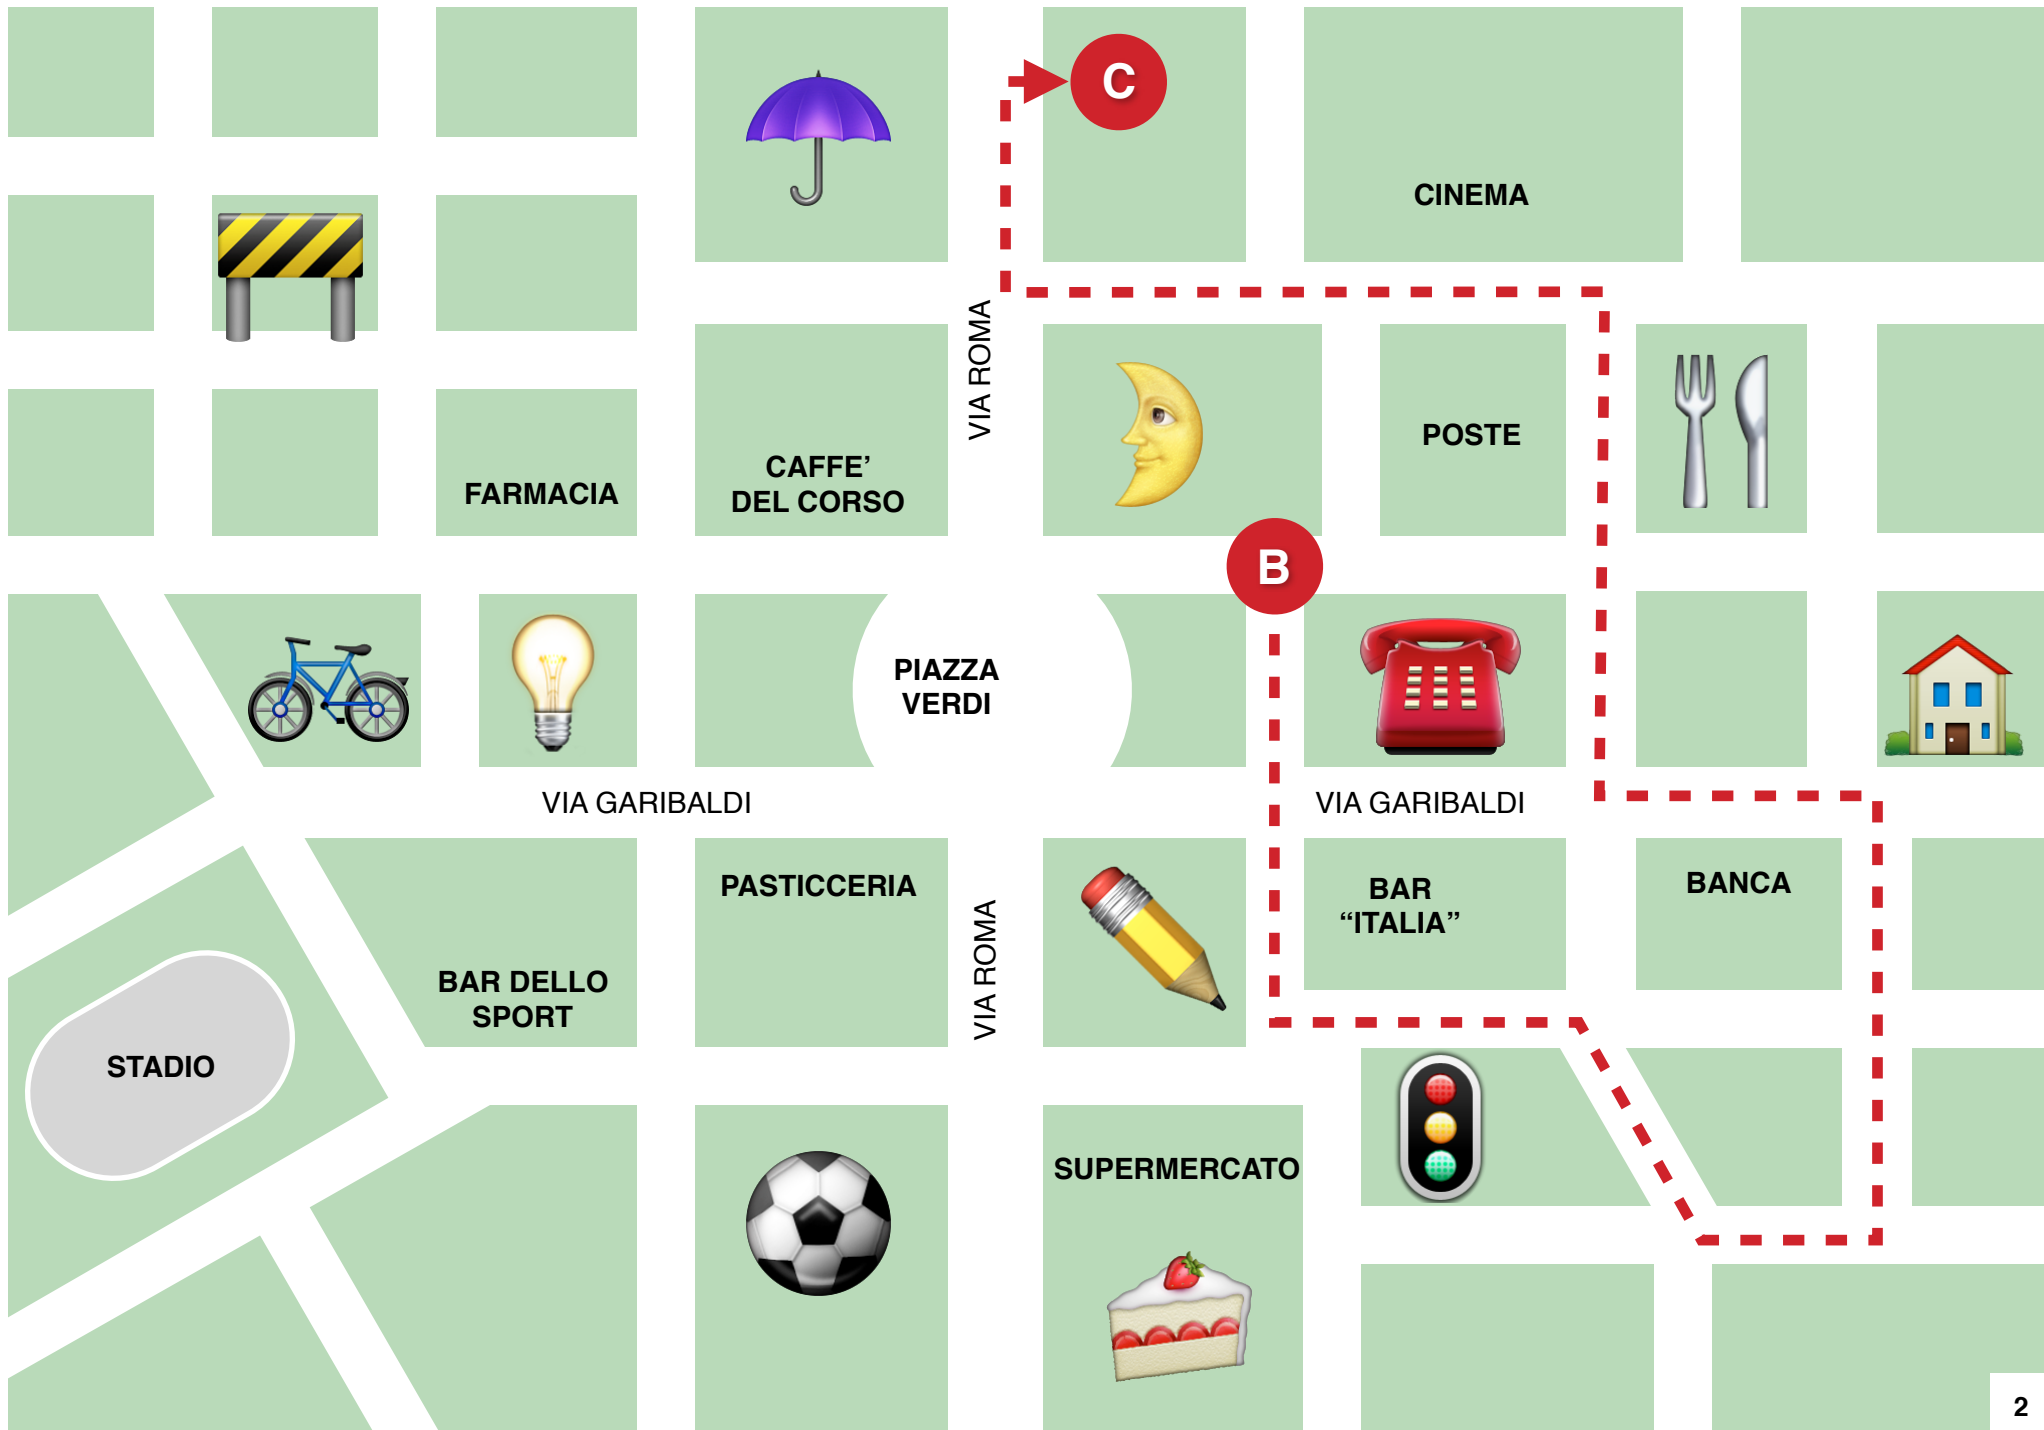 C
CINEMA
VIA ROMA
POSTE
CAFFE’
DEL CORSO
FARMACIA
B
PIAZZA
VERDI
VIA GARIBALDI
VIA GARIBALDI
PASTICCERIA
BAR
“ITALIA”
BANCA
VIA ROMA
BAR DELLO
SPORT
STADIO
SUPERMERCATO
2